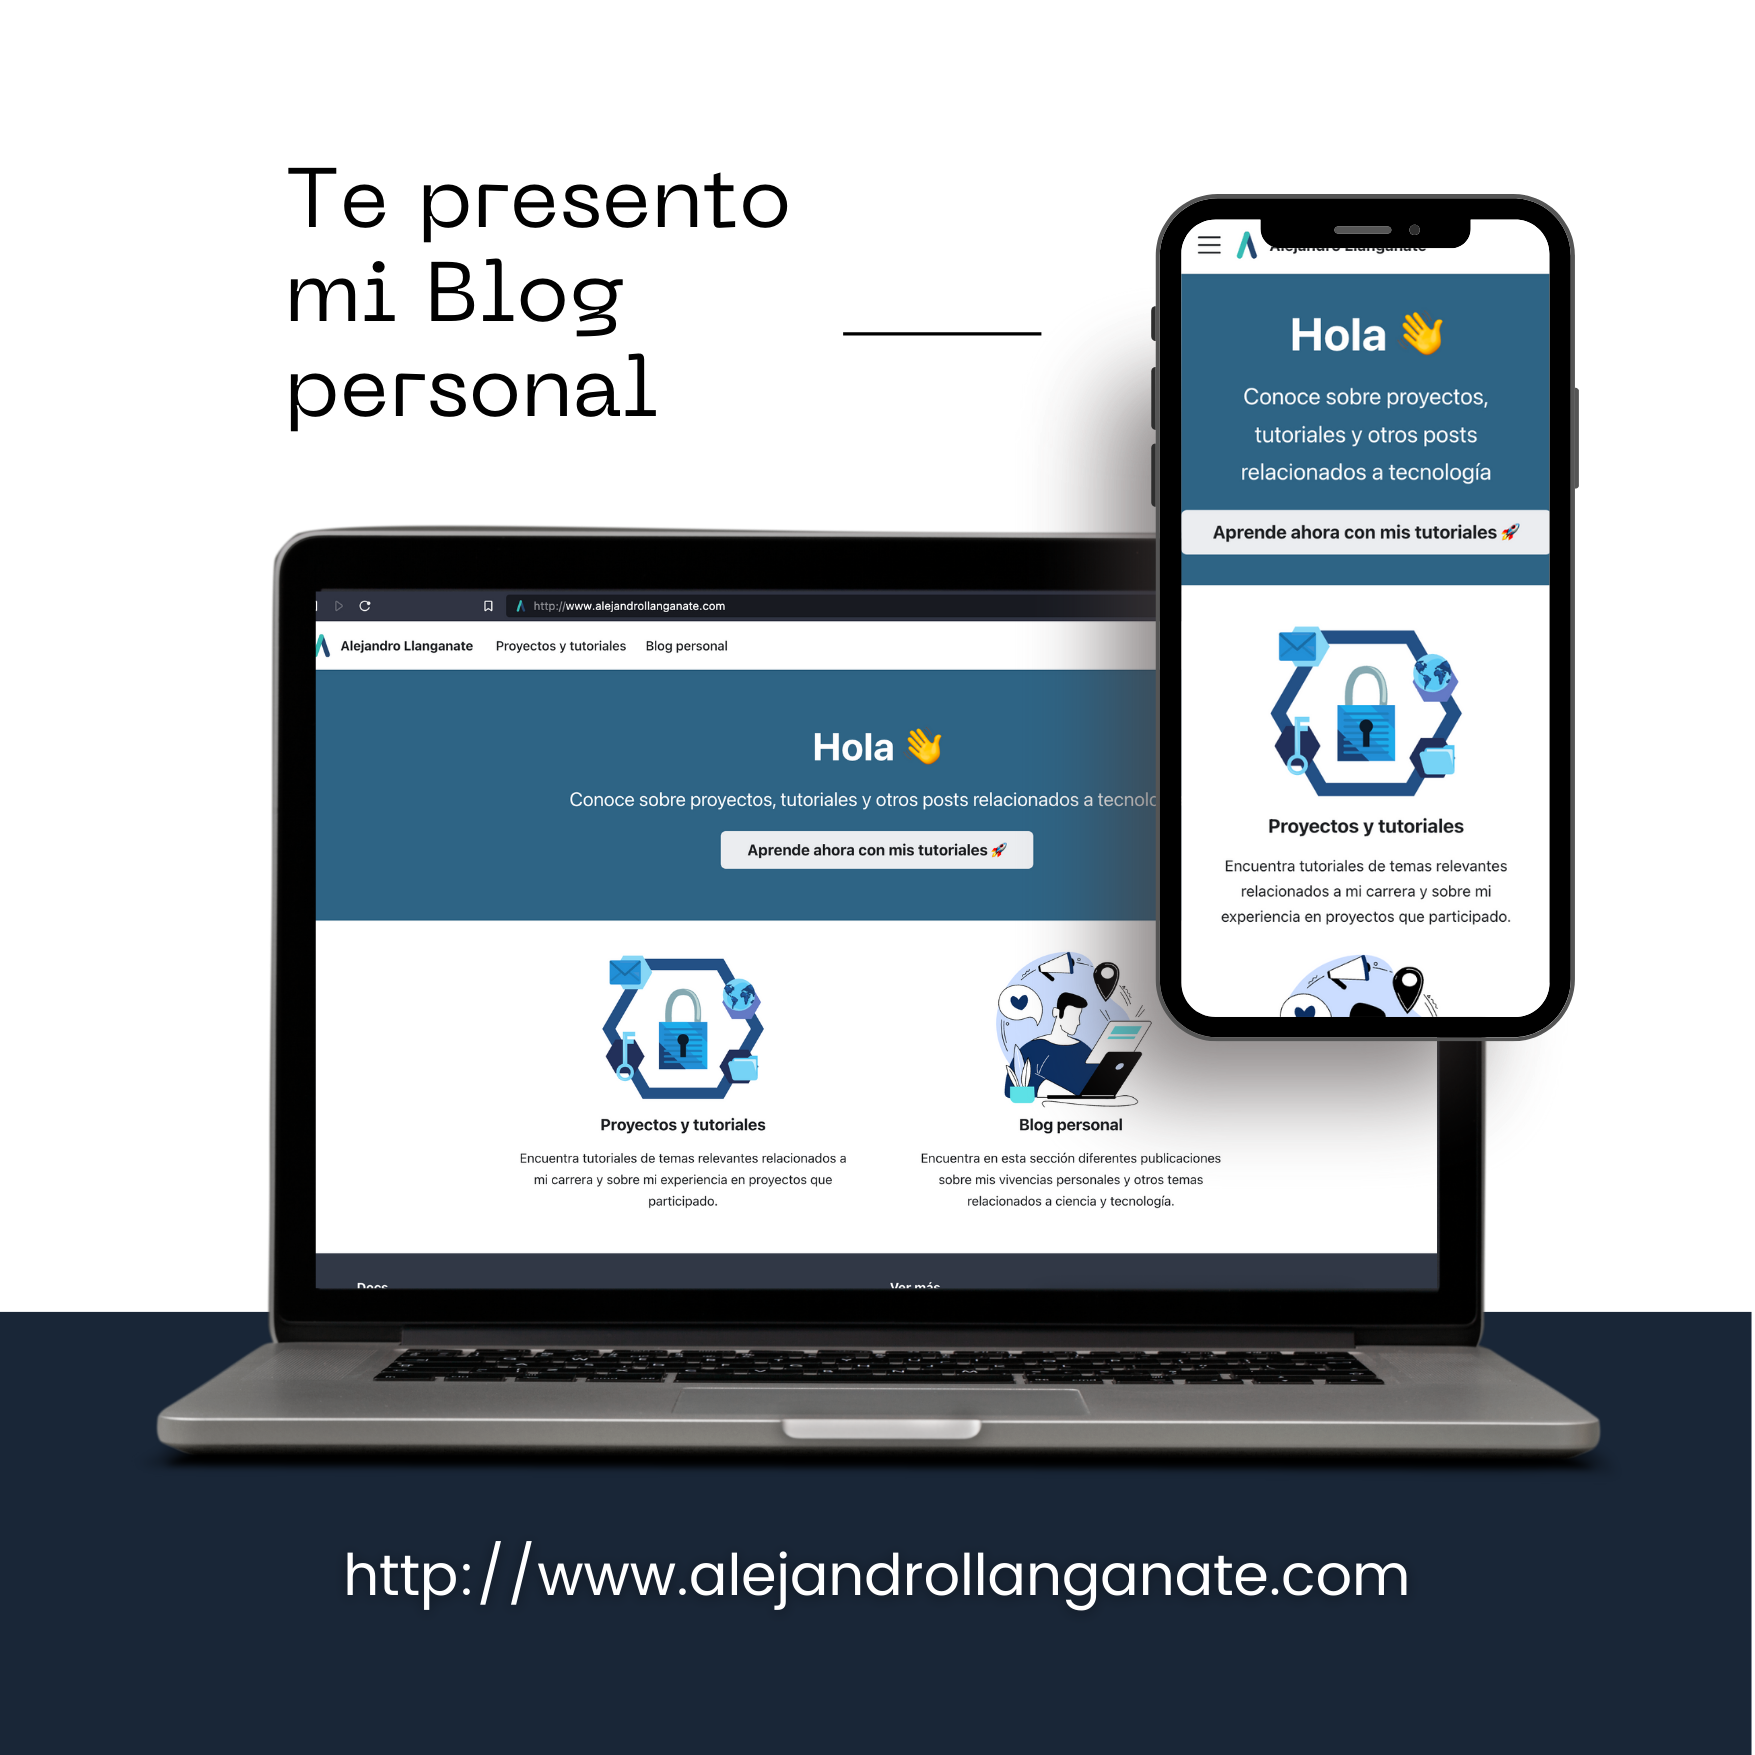 Te presento
mi Blog
personal
Alejandro Llanganate
Hola 👋
Conoce sobre proyectos,
tutoriales y otros posts
relacionados a tecnología
Aprende ahora con mis tutoriales 🚀
Proyectos y tutoriales
Encuentra tutoriales de temas relevantes
relacionados a mi carrera y sobre mi
experiencia en proyectos que participado.
http://www.alejandrollanganate.com
Alejandro Llanganate Proyectos y tutoriales Blog personal
Hola 👋
Conoce sobre proyectos, tutoriales y otros posts relacionados a tecnolo
Aprende ahora con mis tutoriales 🚀
Proyectos y tutoriales
Encuentra tutoriales de temas relevantes relacionados a
mi carrera y sobre mi experiencia en proyectos que
participado.
Blog personal
Encuentra en esta sección diferentes publicaciones
sobre mis vivencias personales y otros temas
relacionados a ciencia y tecnología.
Docs
Ver más
http://www.alejandrollanganate.com